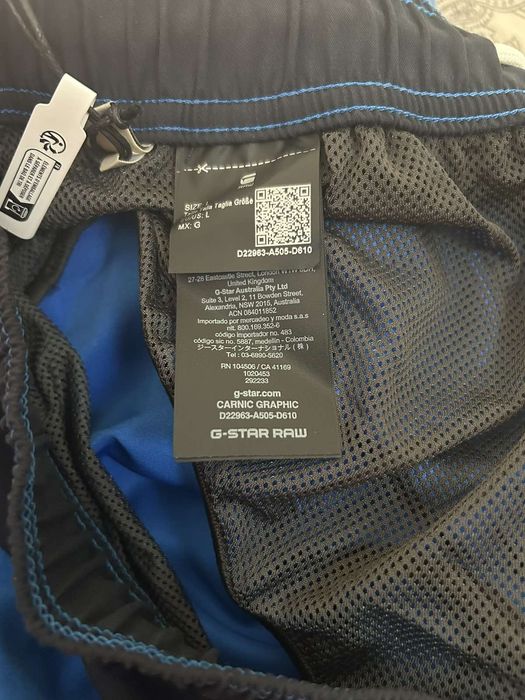 SIZE Taille Taglia Größe
US: L
MX: G
D22963-A505-D610
27-28 Eastcastle Street, London W1W 8DH,
United Kingdom
G-Star Australia Pty Ltd
Suite 3, Level 2, 11 Bowden Street,
Alexandria, NSW 2015, Australia
ACN 084011852
Importado por mercadeo y moda s.a.s
nit. 800.169.352-6
código importador No. 483
código sic no. 5887, medellin - Colombia
ジースターインターナショナル（株）
Tel : 03-6890-5620
RN 104506 / CA 41169
1020453
292233
g-star.com
CARNIC GRAPHIC
D22963-A505-D610
G-STAR RAW
FR